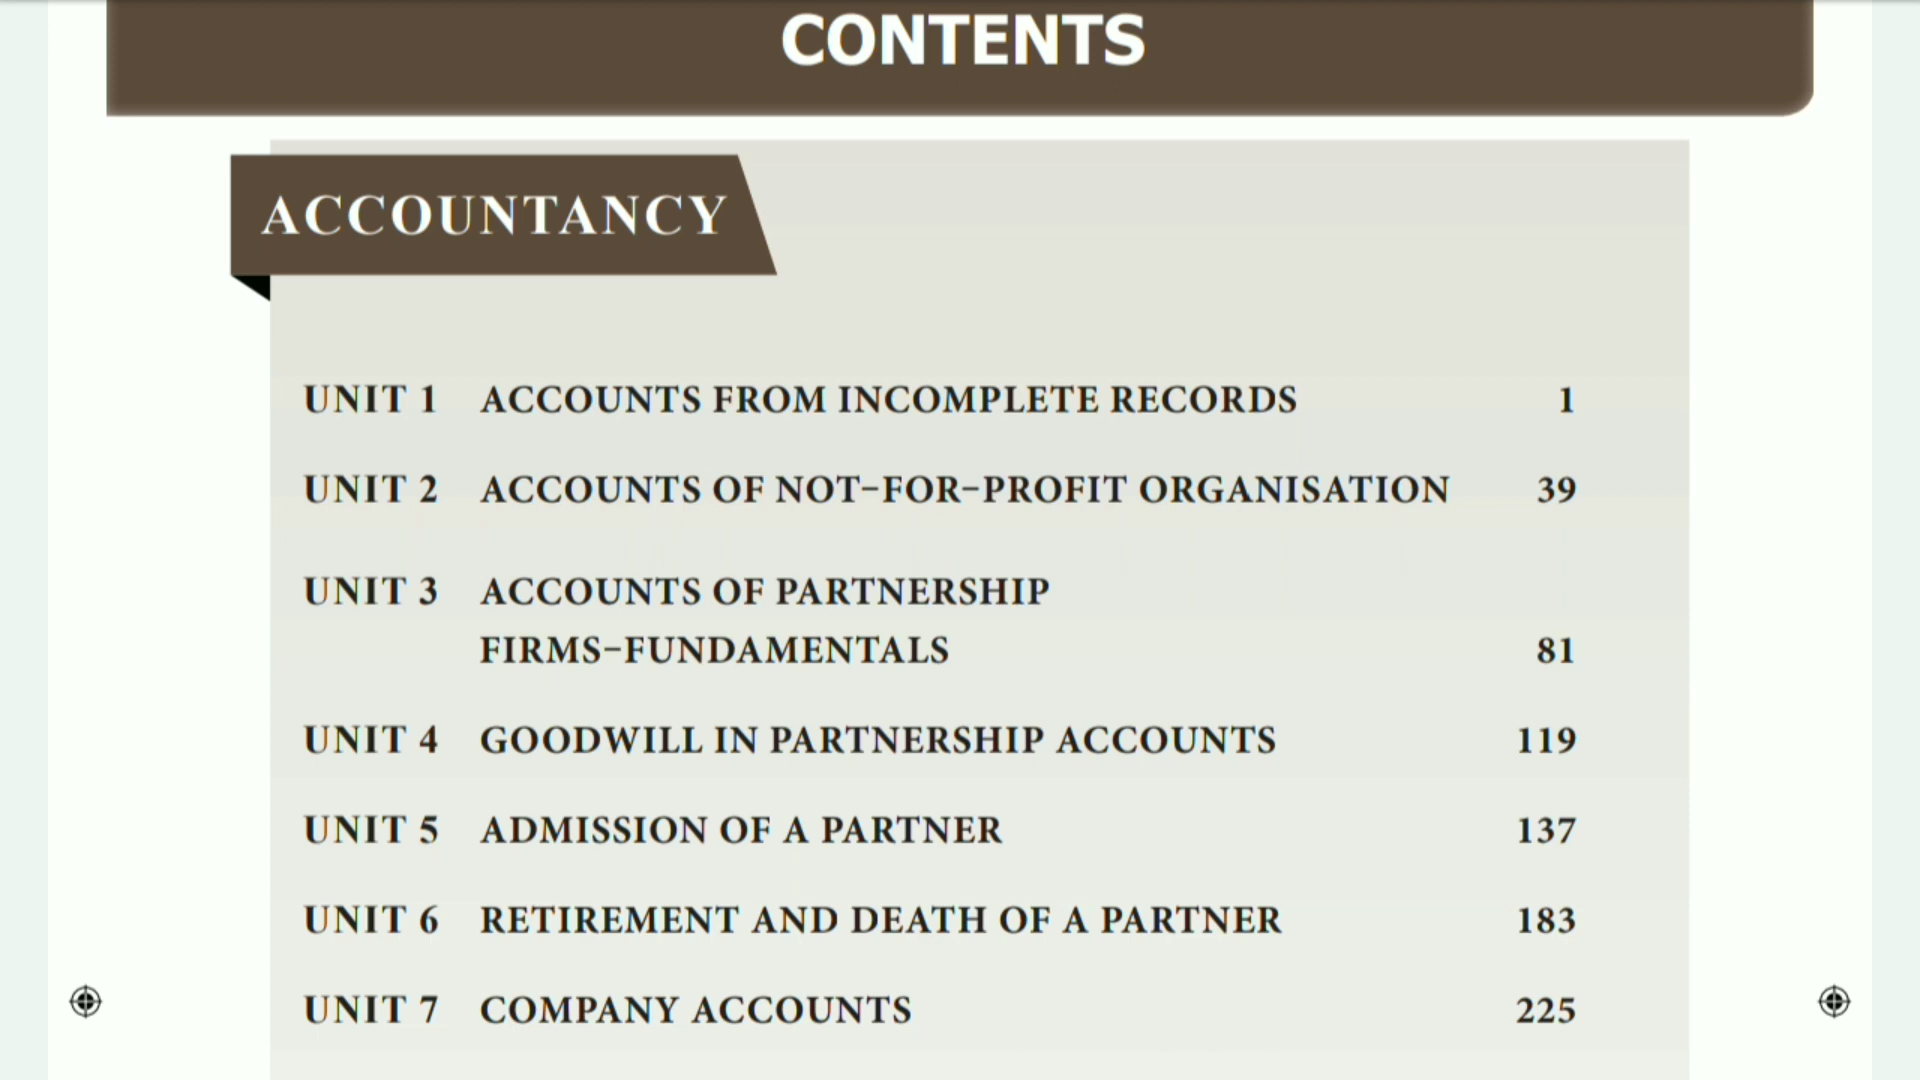 CONTENTS
ACCOUNTANCY
UNIT 1 ACCOUNTS FROM INCOMPLETE RECORDS 1
UNIT 2 ACCOUNTS OF NOT-FOR-PROFIT ORGANISATION 39
UNIT 3 ACCOUNTS OF PARTNERSHIP
FIRMS-FUNDAMENTALS 81
UNIT 4 GOODWILL IN PARTNERSHIP ACCOUNTS 119
UNIT 5 ADMISSION OF A PARTNER 137
UNIT 6 RETIREMENT AND DEATH OF A PARTNER 183
UNIT 7 COMPANY ACCOUNTS 225